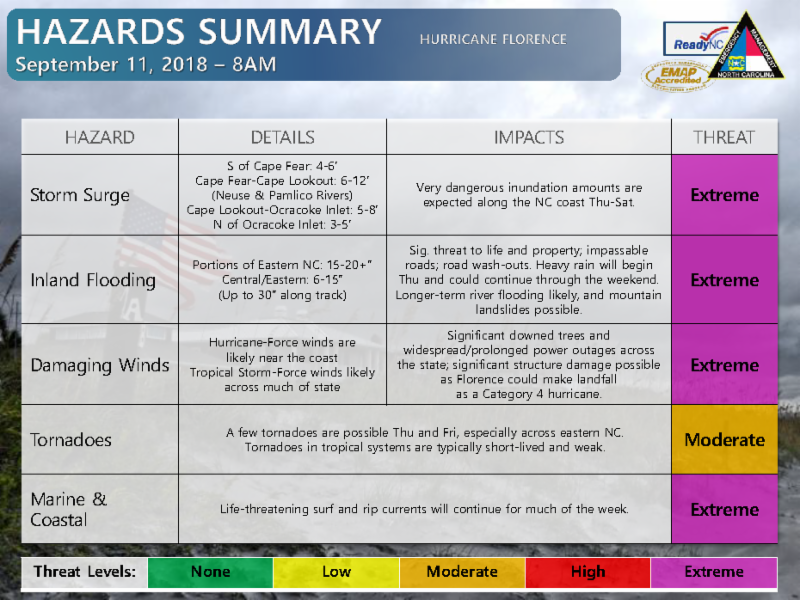 HAZARDS SUMMARY
HURRICANE FLORENCE
September 11, 2018 – 8AM
ReadyNC
EMAP
Accredited
EMERGENCY
MANAGEMENT
NC
NORTH CAROLINA
HAZARD
DETAILS
IMPACTS
THREAT
Storm Surge
S of Cape Fear: 4-6’
Cape Fear-Cape Lookout: 6-12’
(Neuse & Pamlico Rivers)
Cape Lookout-Ocracoke Inlet: 5-8’
N of Ocracoke Inlet: 3-5’
Very dangerous inundation amounts are
expected along the NC coast Thu-Sat.
Extreme
Inland Flooding
Portions of Eastern NC: 15-20+”
Central/Eastern: 6-15”
(Up to 30” along track)
Sig. threat to life and property; impassable
roads; road wash-outs. Heavy rain will begin
Thu and could continue through the weekend.
Longer-term river flooding likely, and mountain
landslides possible.
Extreme
Damaging Winds
Hurricane-Force winds are
likely near the coast
Tropical Storm-Force winds likely
across much of state
Significant downed trees and
widespread/prolonged power outages across
the state; significant structure damage possible
as Florence could make landfall
as a Category 4 hurricane.
Extreme
Tornadoes
A few tornadoes are possible Thu and Fri, especially across eastern NC.
Tornadoes in tropical systems are typically short-lived and weak.
Moderate
Marine &
Coastal
Life-threatening surf and rip currents will continue for much of the week.
Extreme
Threat Levels:
None
Low
Moderate
High
Extreme